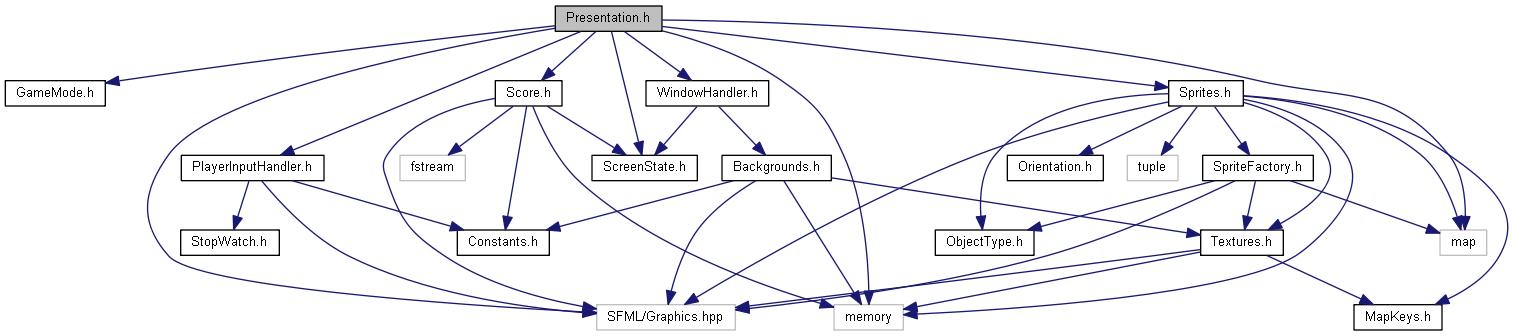 Presentation.h
GameMode.h
Score.h
WindowHandler.h
Sprites.h
PlayerInputHandler.h
fstream
ScreenState.h
Backgrounds.h
Orientation.h
tuple
SpriteFactory.h
StopWatch.h
Constants.h
ObjectType.h
Textures.h
map
SFML/Graphics.hpp
memory
MapKeys.h